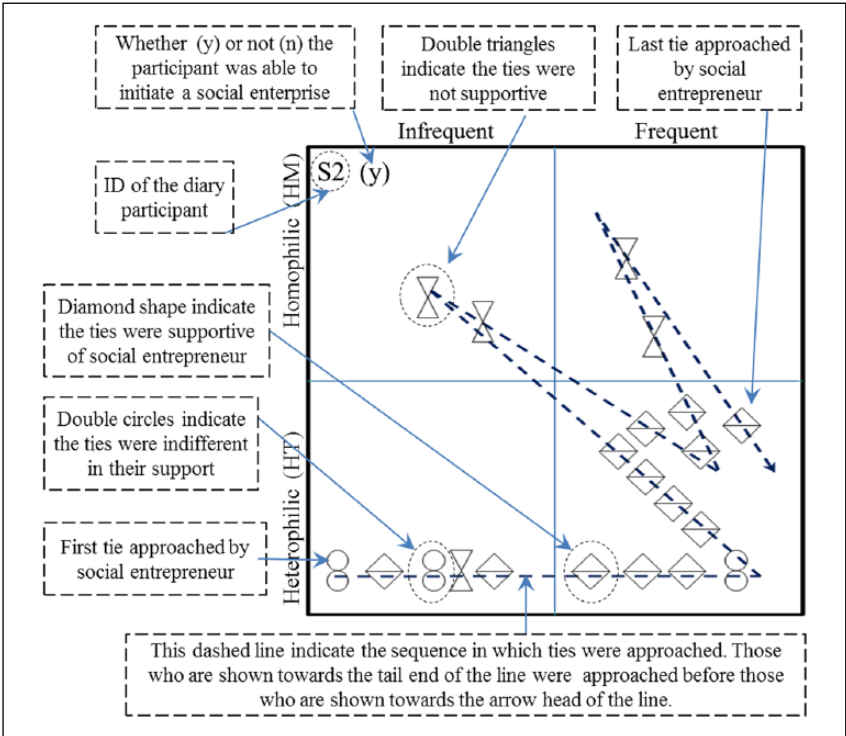 Whether (y) or not (n) the
participant was able to
initiate a social enterprise
Double triangles
indicate the ties were
not supportive
Last tie approached
by social
entrepreneur
Infrequent
Frequent
ID of the diary
participant
S2 (y)
Homophilic (HM)
Diamond shape indicate
the ties were supportive
of social entrepreneur
Double circles indicate
the ties were indifferent
in their support
Heterophilic (HT)
First tie approached by
social entrepreneur
This dashed line indicate the sequence in which ties were approached. Those
who are shown towards the tail end of the line were approached before those
who are shown towards the arrow head of the line.